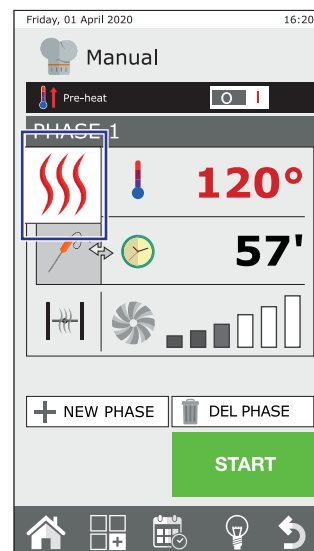 Friday, 01 April 2020 16:20
Manual
Pre-heat O I
PHASE 1
120°
57'
NEW PHASE DEL PHASE
START